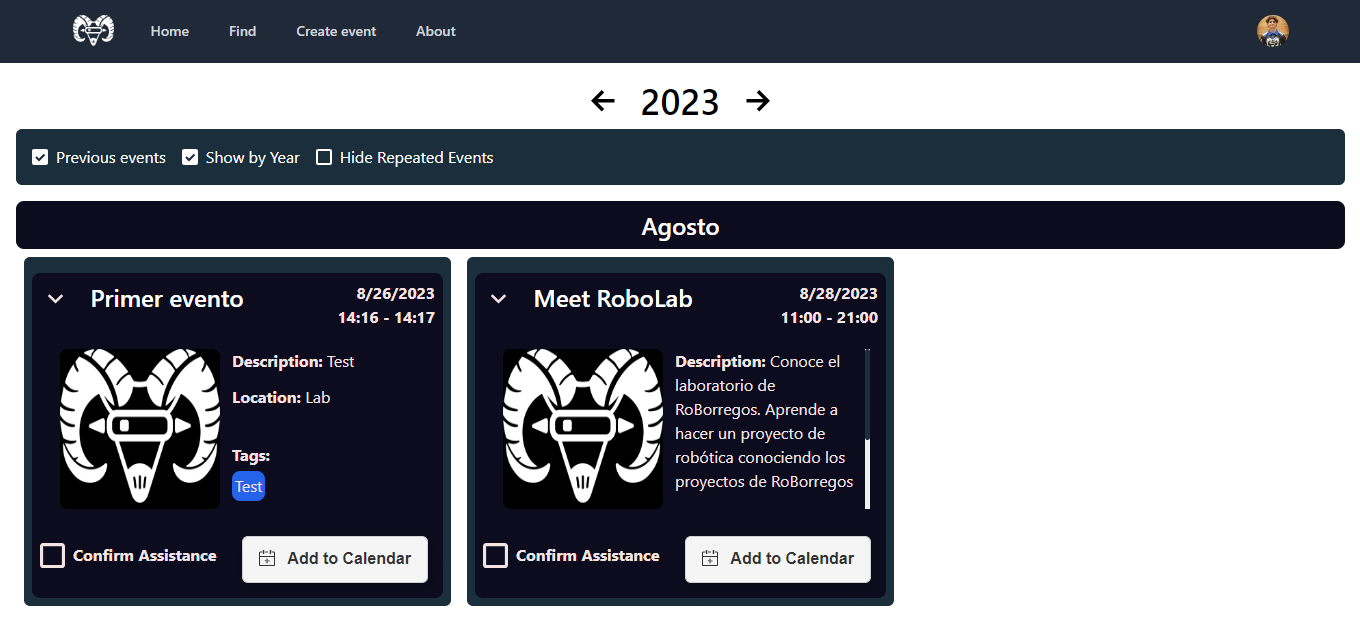 Home Find Create event About
2023
Previous events Show by Year Hide Repeated Events
Agosto
Primer evento
8/26/2023
14:16 - 14:17
Description: Test
Location: Lab
Tags:
Test
Confirm Assistance
Add to Calendar
Meet RoboLab
8/28/2023
11:00 - 21:00
Description: Conoce el
laboratorio de
RoBorregos. Aprende a
hacer un proyecto de
robótica conociendo los
proyectos de RoBorregos
Confirm Assistance
Add to Calendar